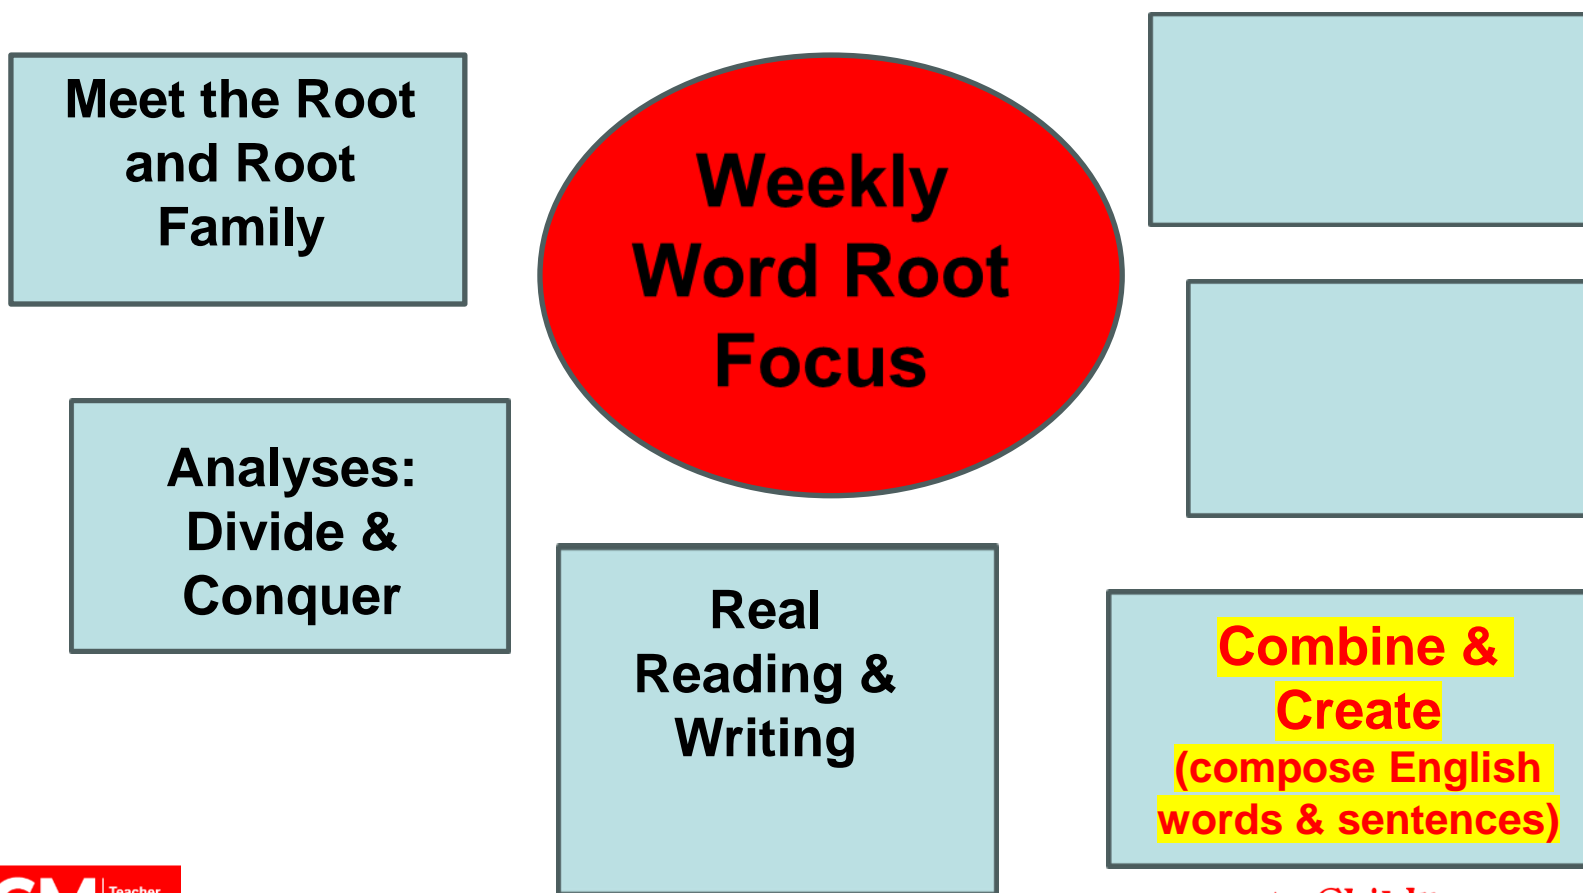 Meet the Root
and Root
Family
Weekly
Word Root
Focus
Analyses:
Divide &
Conquer
Real
Reading &
Writing
Combine &
Create
(compose English
words & sentences)
Teacher